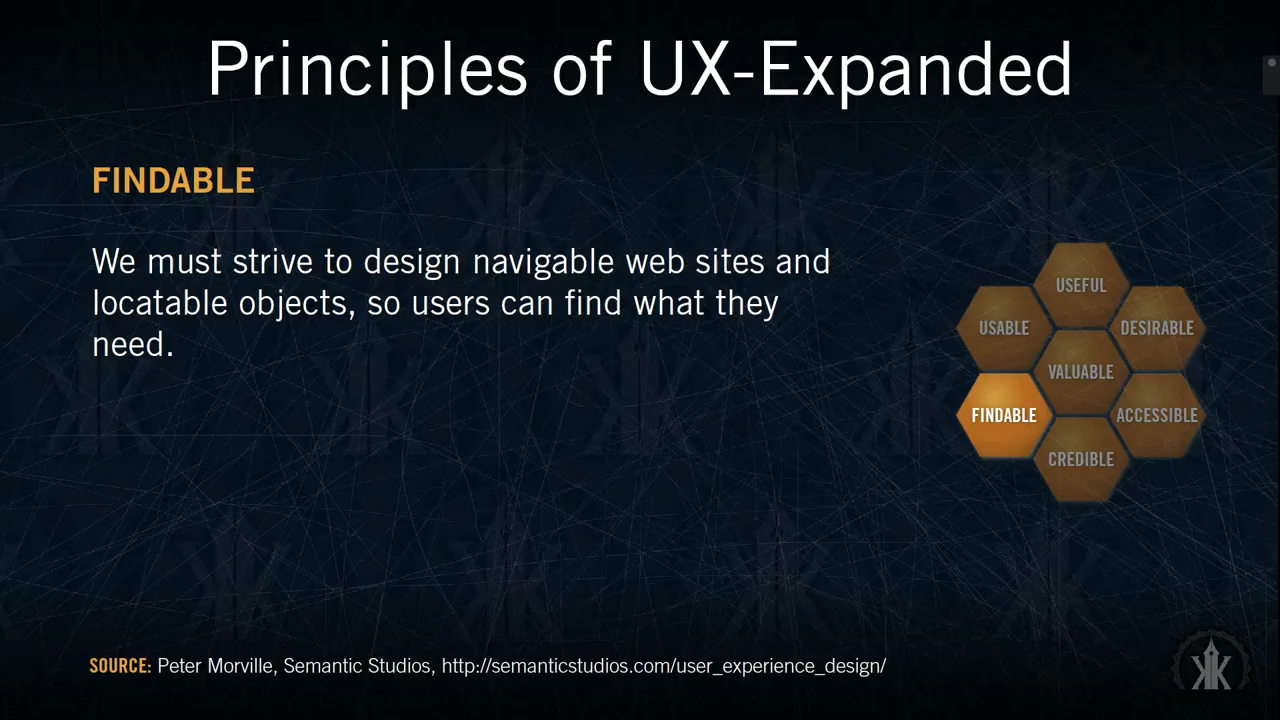 Principles of UX-Expanded
FINDABLE
We must strive to design navigable web sites and
locatable objects, so users can find what they
need.
USEFUL
USABLE
DESIRABLE
VALUABLE
FINDABLE
ACCESSIBLE
CREDIBLE
SOURCE: Peter Morville, Semantic Studios, http://semanticstudios.com/user_experience_design/